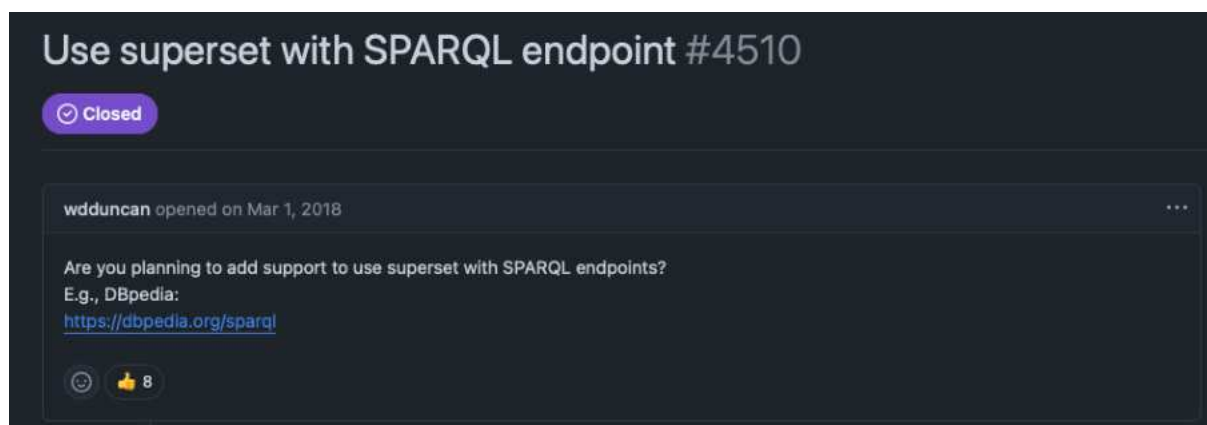 Use superset with SPARQL endpoint #4510
Closed
wdduncan opened on Mar 1, 2018
...
Are you planning to add support to use superset with SPARQL endpoints?
E.g., DBpedia:
https://dbpedia.org/sparql
👍 8